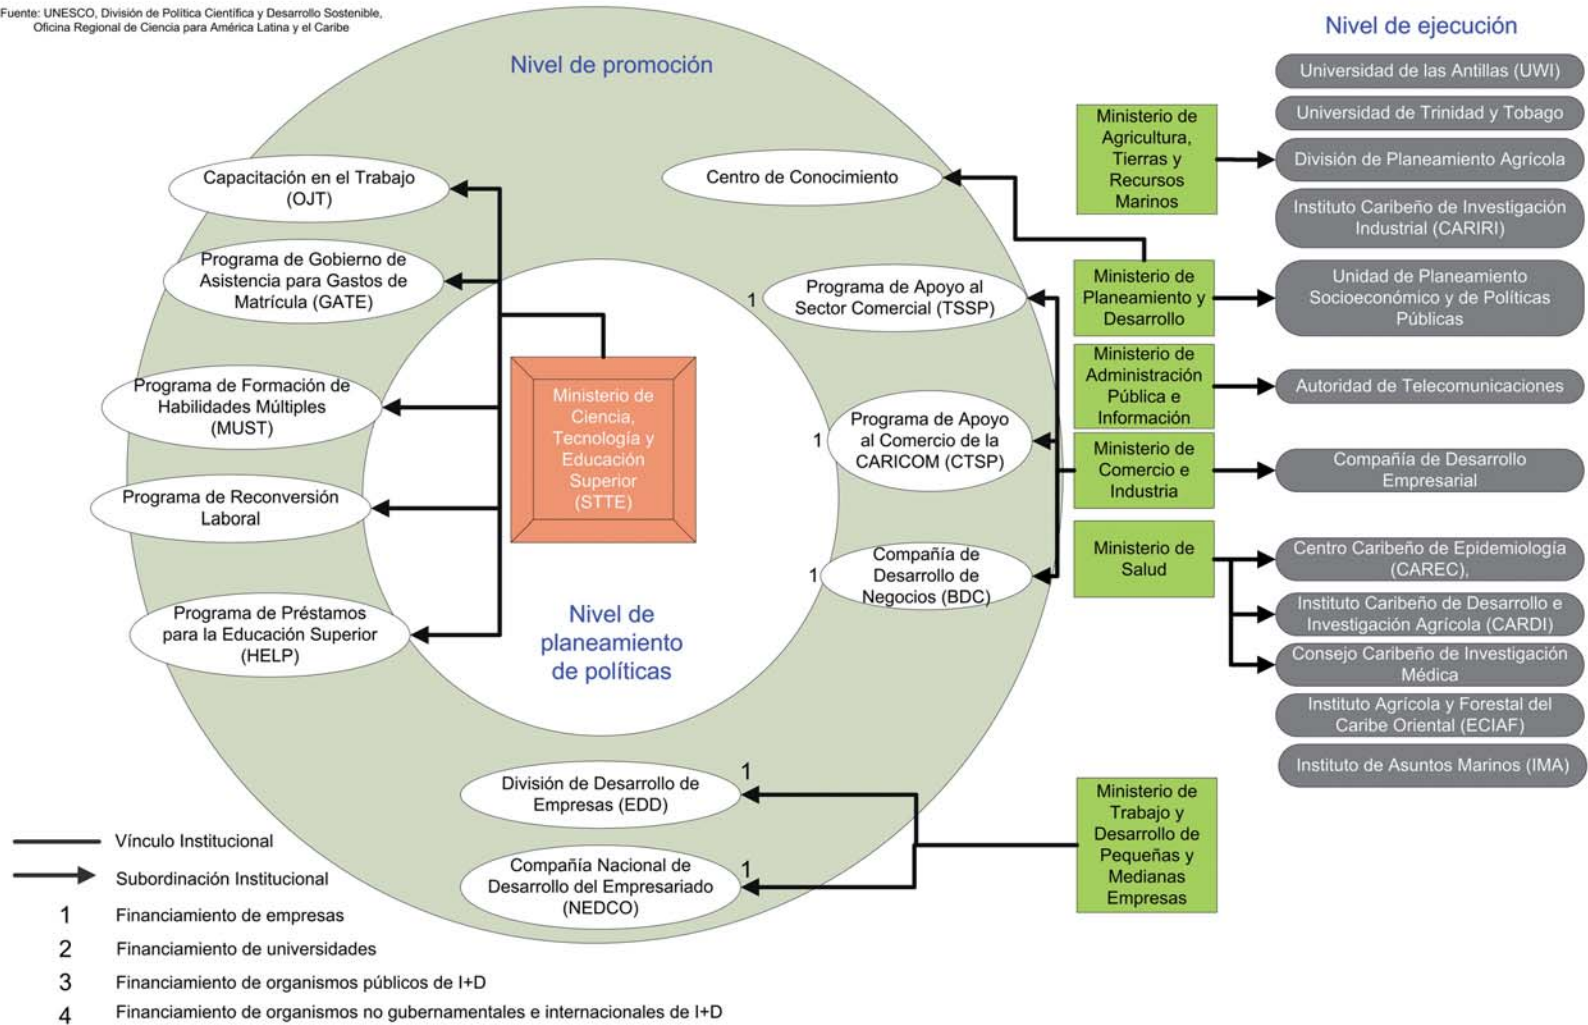 Fuente: UNESCO, División de Política Científica y Desarrollo Sostenible,
Oficina Regional de Ciencia para América Latina y el Caribe
Nivel de promoción
Capacitación en el Trabajo
(OJT)
Programa de Gobierno de
Asistencia para Gastos de
Matrícula (GATE)
Programa de Formación de
Habilidades Múltiples
(MUST)
Programa de Reconversión
Laboral
Programa de Préstamos
para la Educación Superior
(HELP)
Ministerio de
Ciencia,
Tecnología y
Educación
Superior
(STTE)
Nivel de
planeamiento
de políticas
Centro de Conocimiento
1
Programa de Apoyo al
Sector Comercial (TSSP)
1
Programa de Apoyo
al Comercio de la
CARICOM (CTSP)
1
Compañía de
Desarrollo de
Negocios (BDC)
División de Desarrollo de
Empresas (EDD)
1
Compañía Nacional de
Desarrollo del Empresariado
(NEDCO)
1
Ministerio de
Agricultura,
Tierras y
Recursos
Marinos
Ministerio de
Planeamiento y
Desarrollo
Ministerio de
Administración
Pública e
Información
Ministerio de
Comercio e
Industria
Ministerio de
Salud
Ministerio de
Trabajo y
Desarrollo de
Pequeñas y
Medianas
Empresas
Nivel de ejecución
Universidad de las Antillas (UWI)
Universidad de Trinidad y Tobago
División de Planeamiento Agrícola
Instituto Caribeño de Investigación
Industrial (CARIRI)
Unidad de Planeamiento
Socioeconómico y de Políticas
Públicas
Autoridad de Telecomunicaciones
Compañía de Desarrollo
Empresarial
Centro Caribeño de Epidemiología
(CAREC),
Instituto Caribeño de Desarrollo e
Investigación Agrícola (CARDI)
Consejo Caribeño de Investigación
Médica
Instituto Agrícola y Forestal del
Caribe Oriental (ECIAF)
Instituto de Asuntos Marinos (IMA)
Vínculo Institucional
Subordinación Institucional
1 Financiamiento de empresas
2 Financiamiento de universidades
3 Financiamiento de organismos públicos de I+D
4 Financiamiento de organismos no gubernamentales e internacionales de I+D